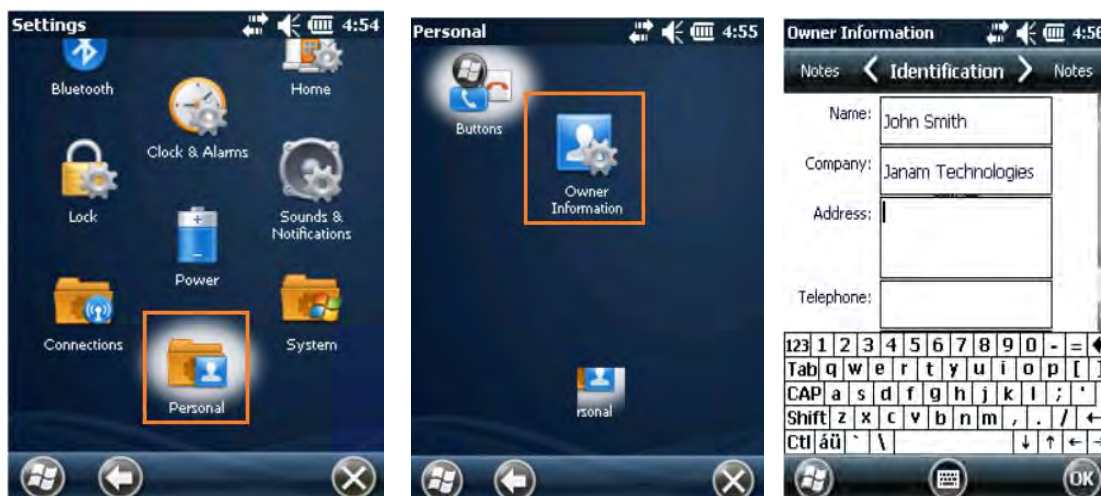 Settings 4:54
Bluetooth
Home
Clock & Alarms
Lock
Sounds & Notifications
Power
Connections
System
Personal
Personal 4:55
Buttons
Owner
Information
rsonal
Owner Information 4:56
Notes Identification Notes
Name: John Smith
Company: Janam Technologies
Address:
Telephone:
123 1 2 3 4 5 6 7 8 9 0 - =
Tab q w e r t y u i o p [ ]
CAP a s d f g h j k l ; '
Shift z x c v b n m , . /
Ctl áü ` \
OK